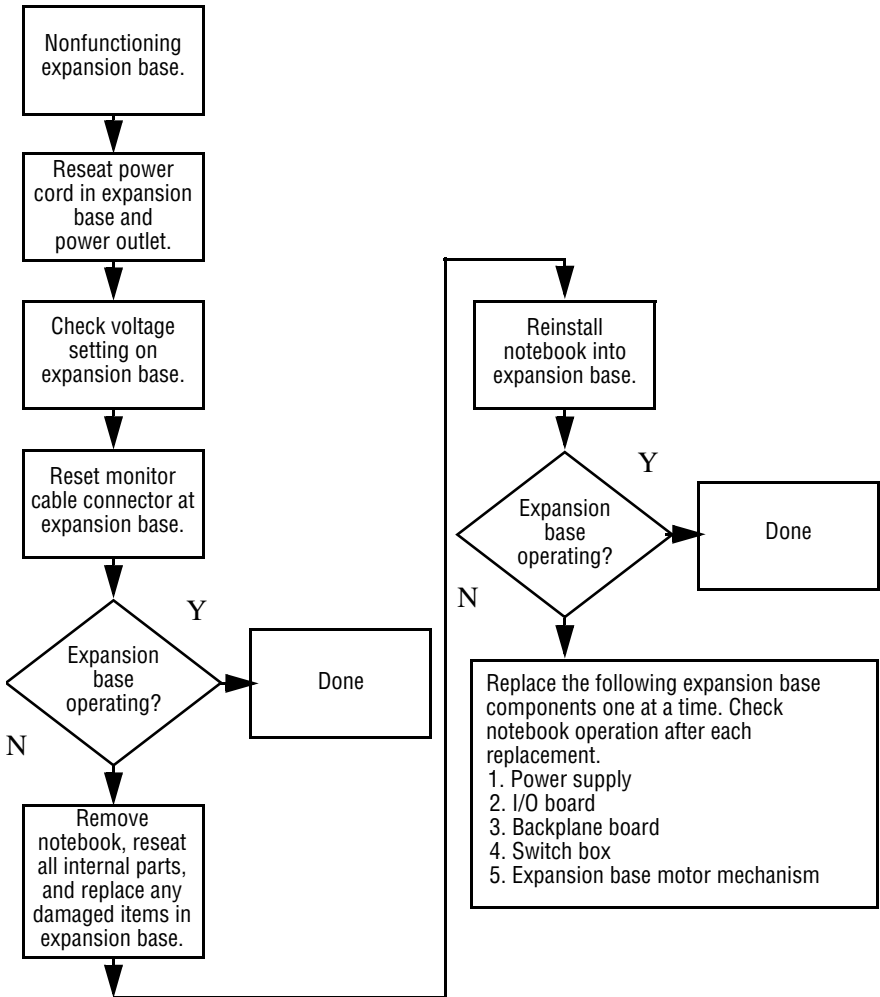 Nonfunctioning
expansion base.
Reseat power
cord in expansion
base and
power outlet.
Check voltage
setting on
expansion base.
Reset monitor
cable connector at
expansion base.
Y
Expansion
base
operating?
N
Done
Remove
notebook, reseat
all internal parts,
and replace any
damaged items in
expansion base.
Reinstall
notebook into
expansion base.
Y
Expansion
base
operating?
N
Done
Replace the following expansion base
components one at a time. Check
notebook operation after each
replacement.
1. Power supply
2. I/O board
3. Backplane board
4. Switch box
5. Expansion base motor mechanism